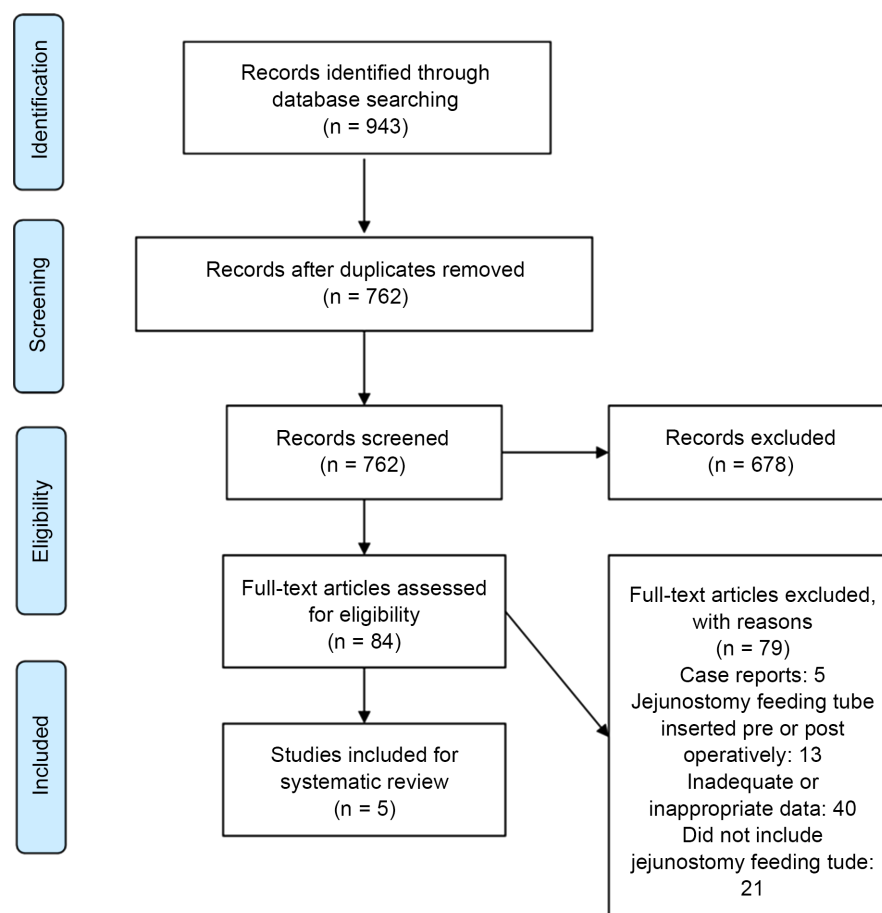 Identification
Records identified through
database searching
(n = 943)
Screening
Records after duplicates removed
(n = 762)
Records screened
(n = 762)
Records excluded
(n = 678)
Eligibility
Full-text articles assessed
for eligibility
(n = 84)
Full-text articles excluded,
with reasons
(n = 79)
Case reports: 5
Jejunostomy feeding tube
inserted pre or post
operatively: 13
Inadequate or
inappropriate data: 40
Did not include
jejunostomy feeding tude:
21
Included
Studies included for
systematic review
(n = 5)